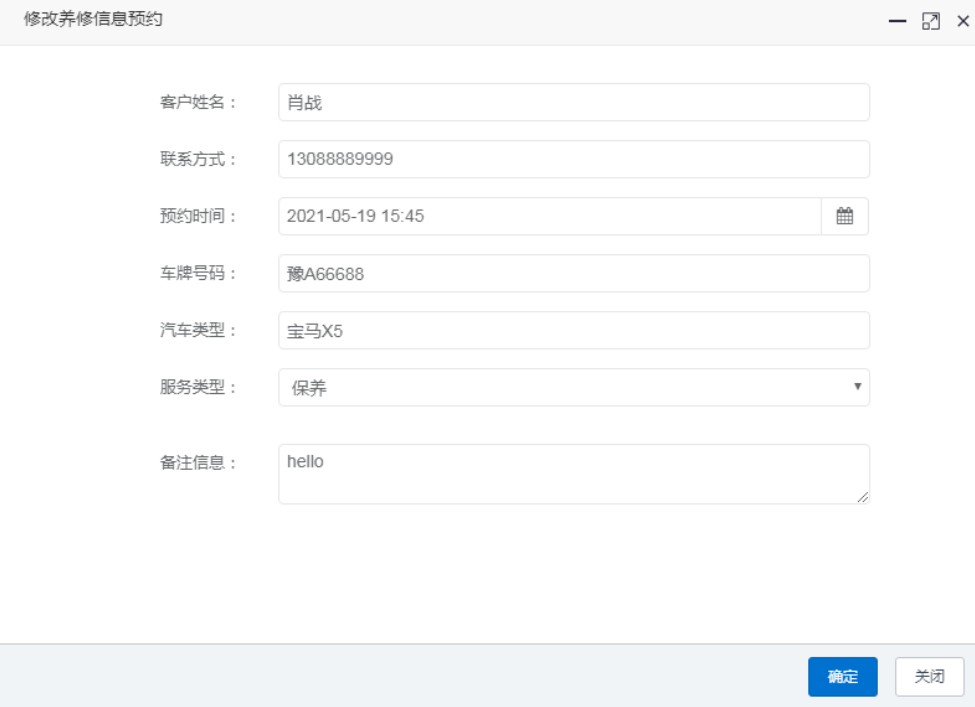 修改养修信息预约
客户姓名： 肖战
联系方式： 13088889999
预约时间： 2021-05-19 15:45
车牌号码： 豫A66688
汽车类型： 宝马X5
服务类型： 保养
备注信息： hello
确定 关闭